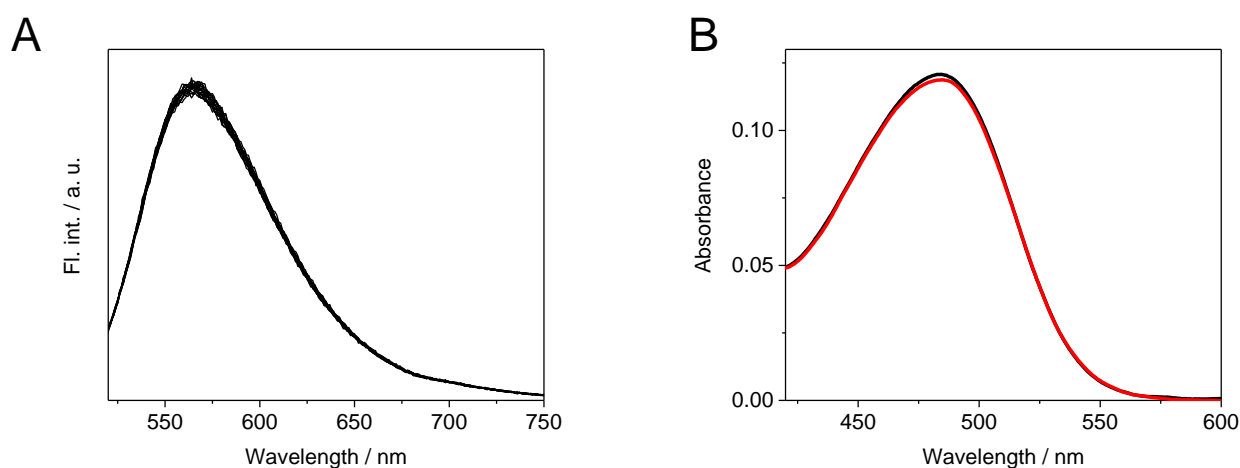 A
Fl. int. / a. u.
550 600 650 700 750
Wavelength / nm
B
Absorbance
0.10
0.05
0.00
450 500 550 600
Wavelength / nm